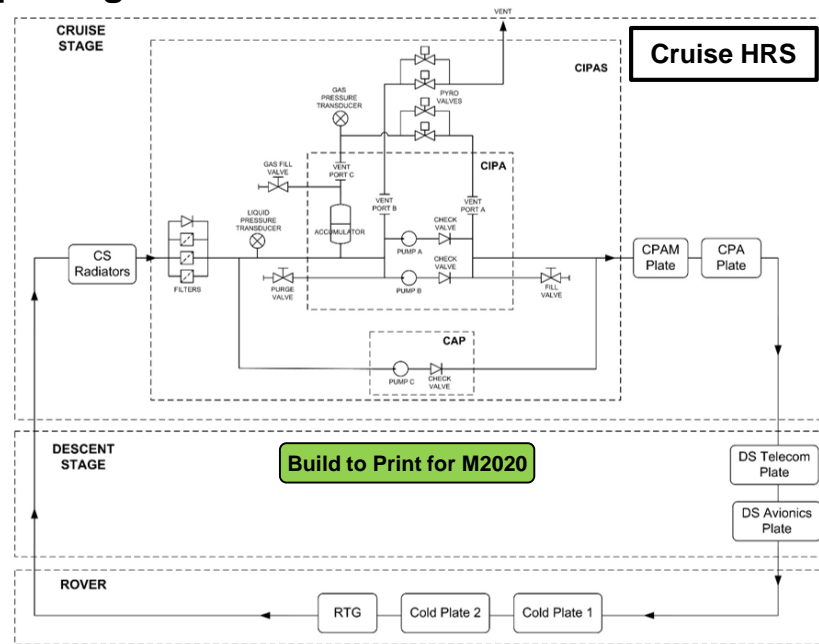 CRUISE
STAGE
VENT
Cruise HRS
CIPAS
GAS
PRESSURE
TRANSDUCER
PYRO
VALVES
GAS FILL
VALVE
VENT
PORT C
CIPA
LIQUID
PRESSURE
TRANSDUCER
ACCUMULATOR
VENT
PORT B
CHECK
VALVE
VENT
PORT A
PUMP A
CHECK
VALVE
CS
Radiators
FILTERS
PURGE
VALVE
PUMP B
FILL
VALVE
CPAM
Plate
CPA
Plate
CAP
PUMP C
CHECK
VALVE
DESCENT
STAGE
Build to Print for M2020
DS Telecom
Plate
DS Avionics
Plate
ROVER
RTG
Cold Plate 2
Cold Plate 1